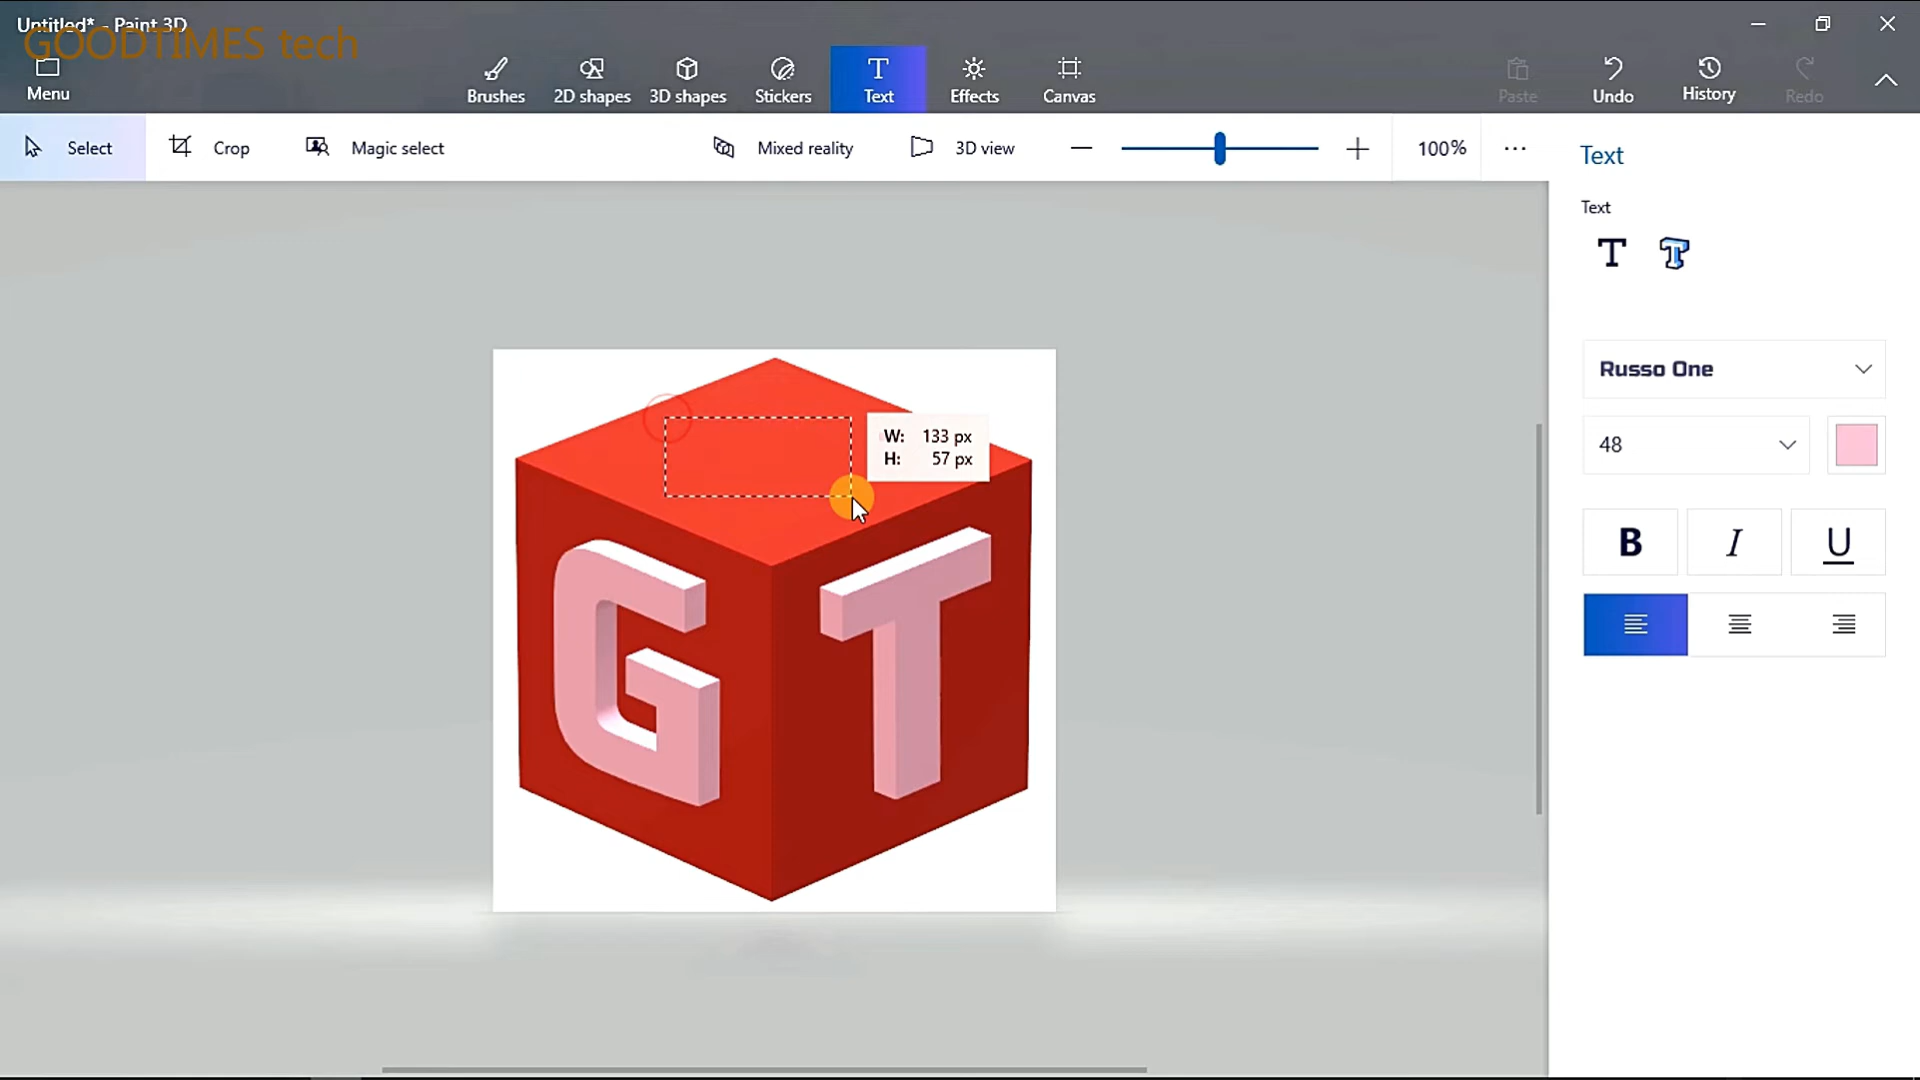 Untitled* - Paint 3D
GOODTIMES tech
Menu
Brushes
2D shapes
3D shapes
Stickers
Text
Effects
Canvas
Paste
Undo
History
Redo
Select
Crop
Magic select
Mixed reality
3D view
100%
Text
Text
T
T
Russo One
48
B
I
U
W: 133 px
H: 57 px
G
T